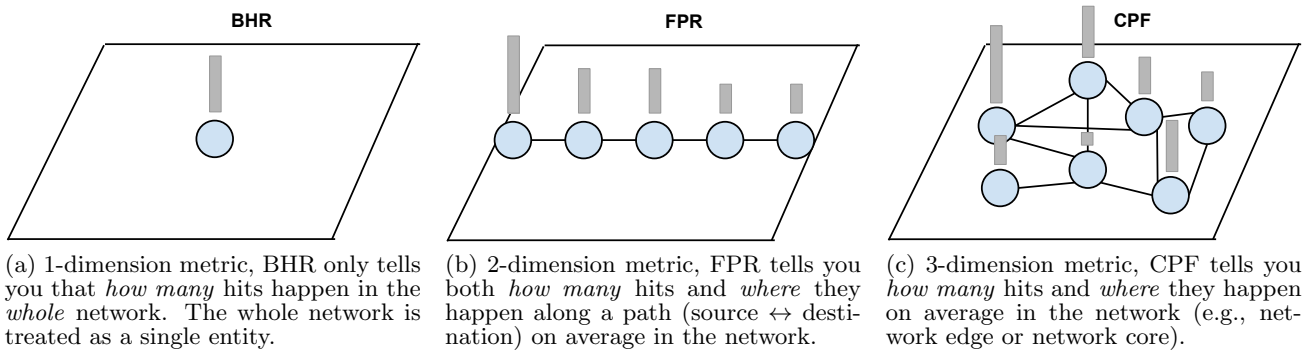 BHR
FPR
CPF
(a) 1-dimension metric, BHR only tells
you that how many hits happen in the
whole network. The whole network is
treated as a single entity.
(b) 2-dimension metric, FPR tells you
both how many hits and where they
happen along a path (source ↔ desti-
nation) on average in the network.
(c) 3-dimension metric, CPF tells you
how many hits and where they happen
on average in the network (e.g., net-
work edge or network core).